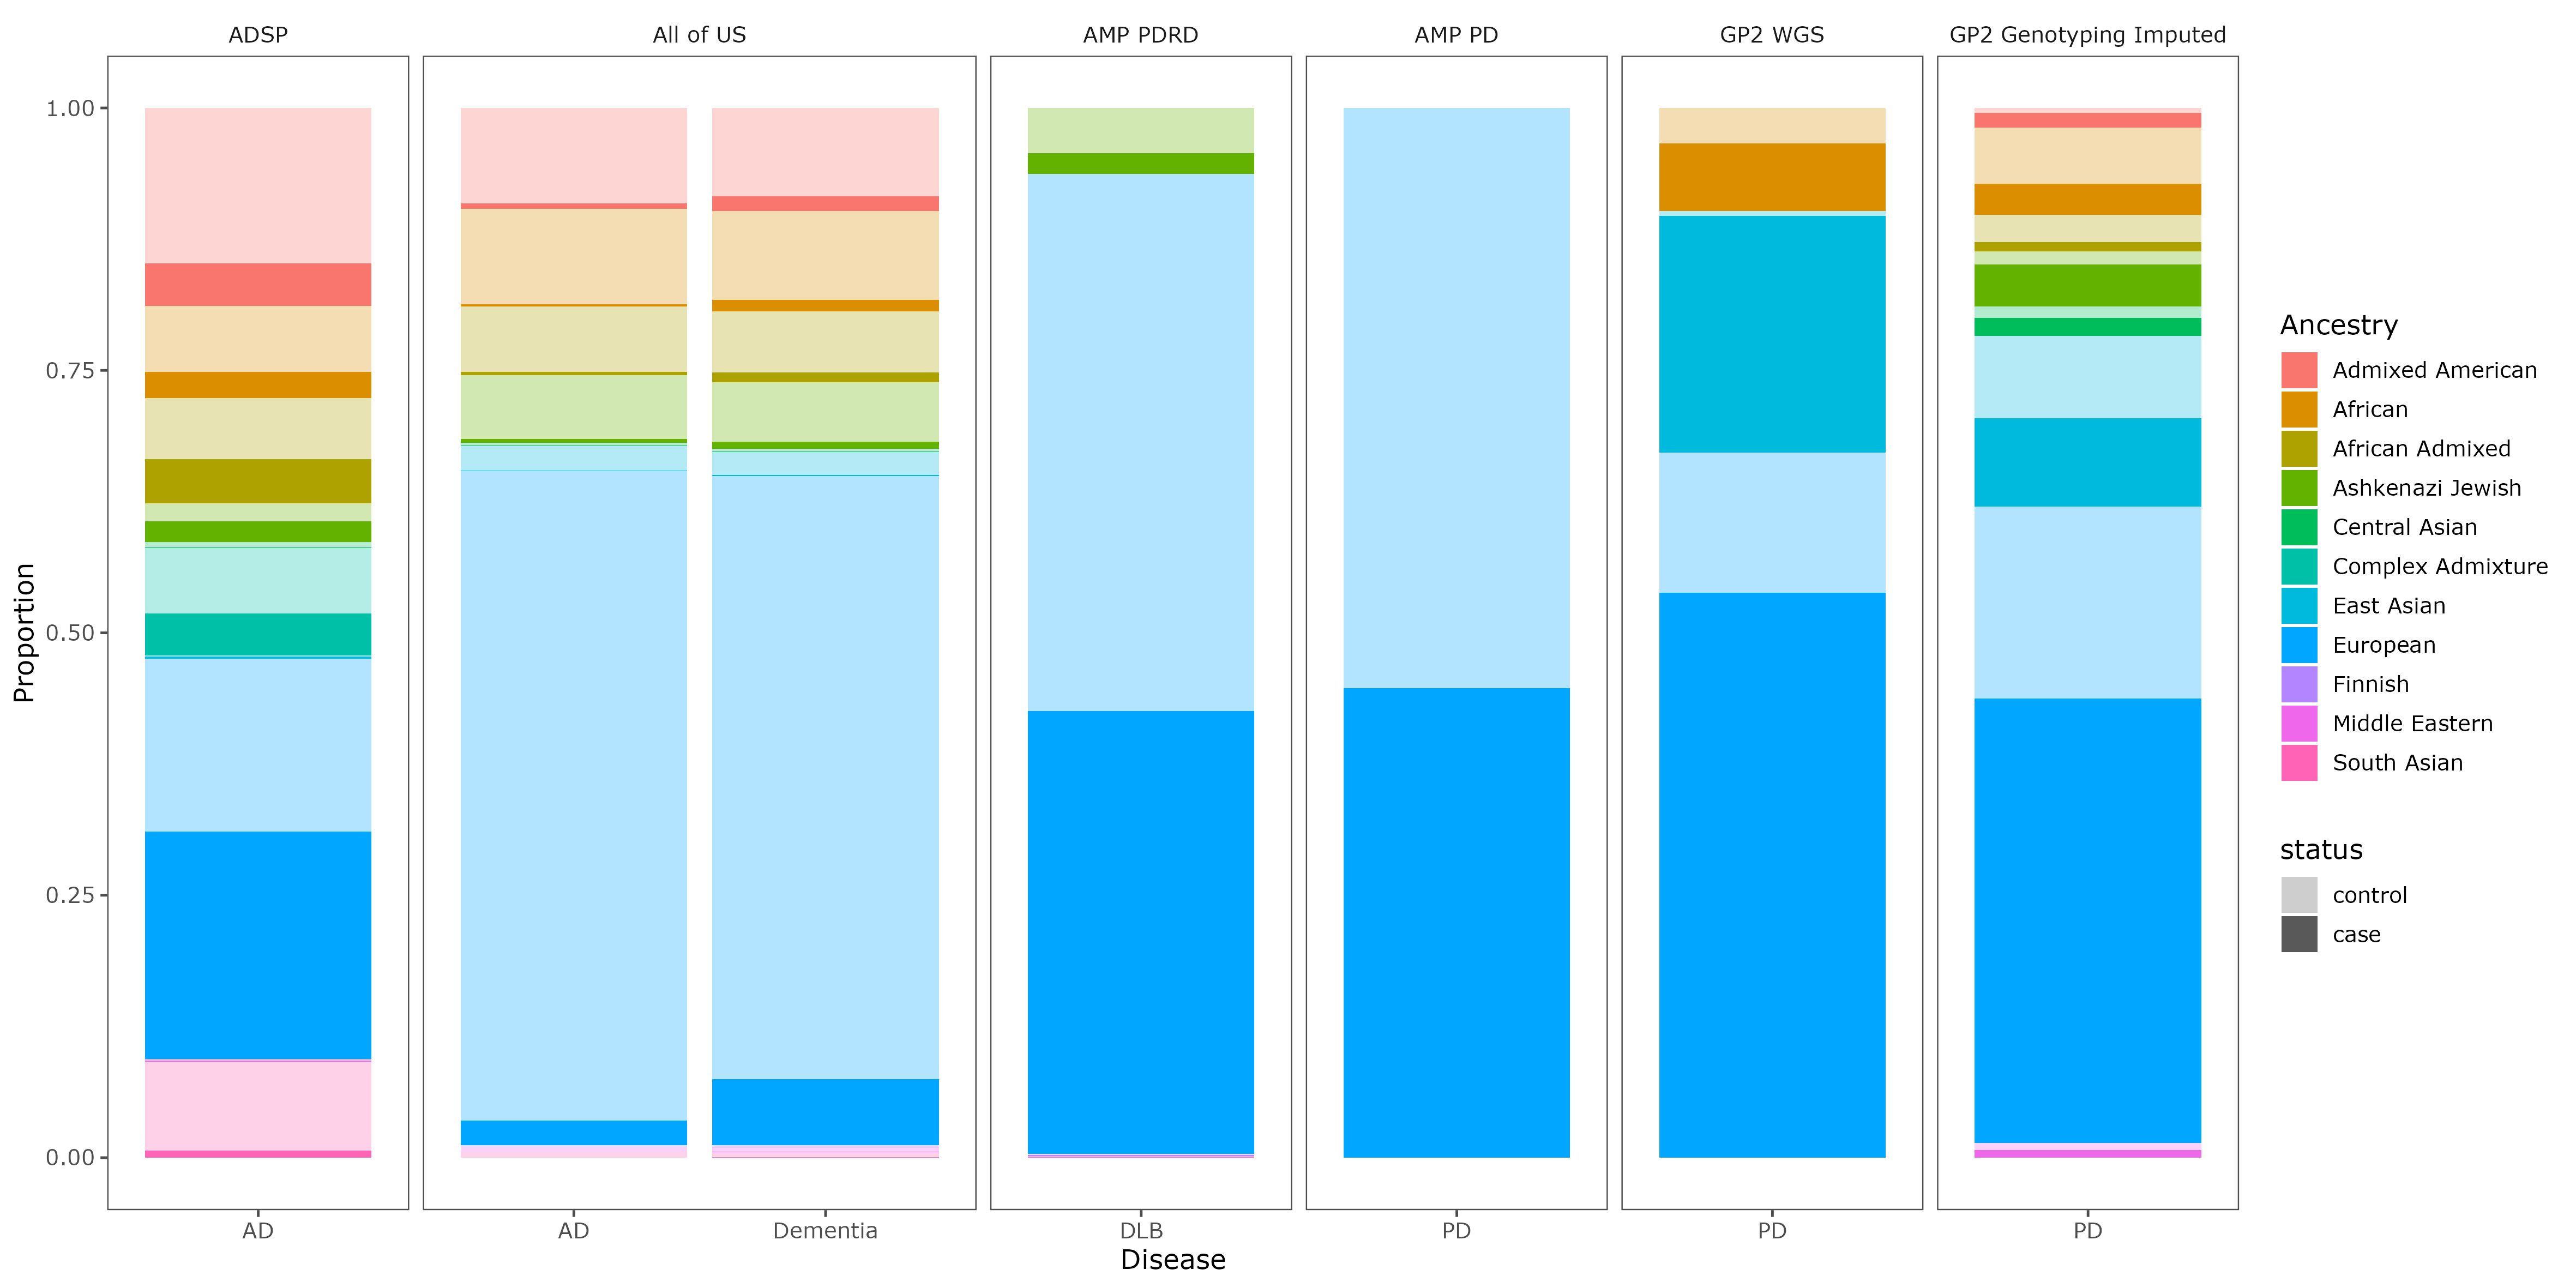 ADSP
All of US
AMP PDRD
AMP PD
GP2 WGS
GP2 Genotyping Imputed
1.00
0.75
0.50
0.25
0.00
Proportion
AD
AD
Dementia
DLB
PD
PD
PD
Disease
Ancestry
Admixed American
African
African Admixed
Ashkenazi Jewish
Central Asian
Complex Admixture
East Asian
European
Finnish
Middle Eastern
South Asian
status
control
case